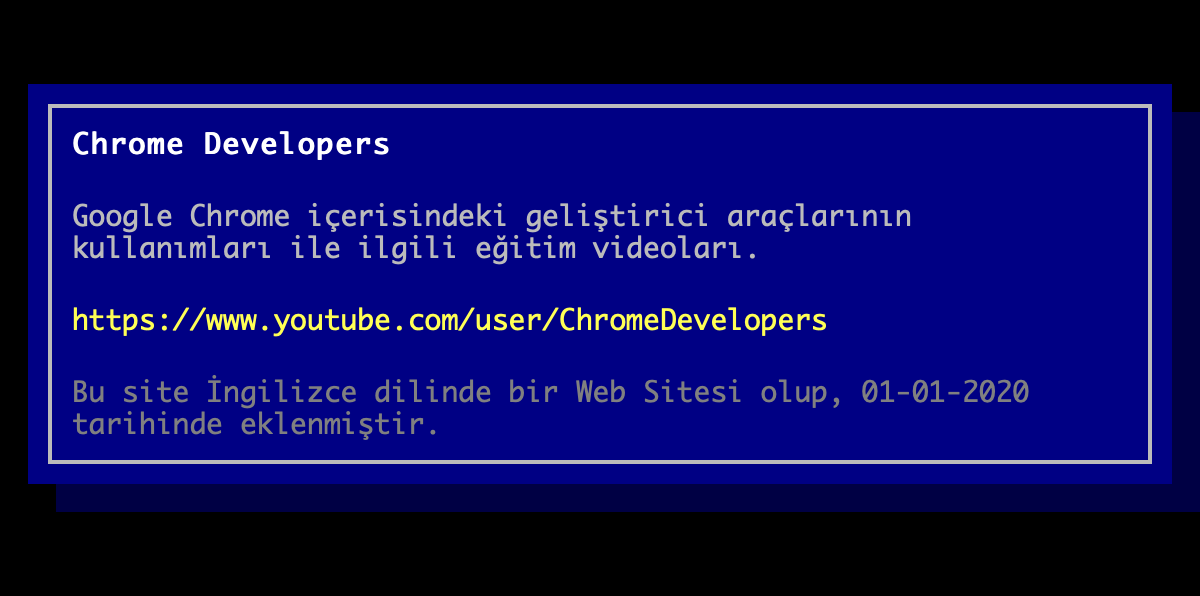 Chrome Developers
Google Chrome içerisindeki geliştirici araçlarının
kullanımları ile ilgili eğitim videoları.
https://www.youtube.com/user/ChromeDevelopers
Bu site İngilizce dilinde bir Web Sitesi olup, 01-01-2020
tarihinde eklenmiştir.